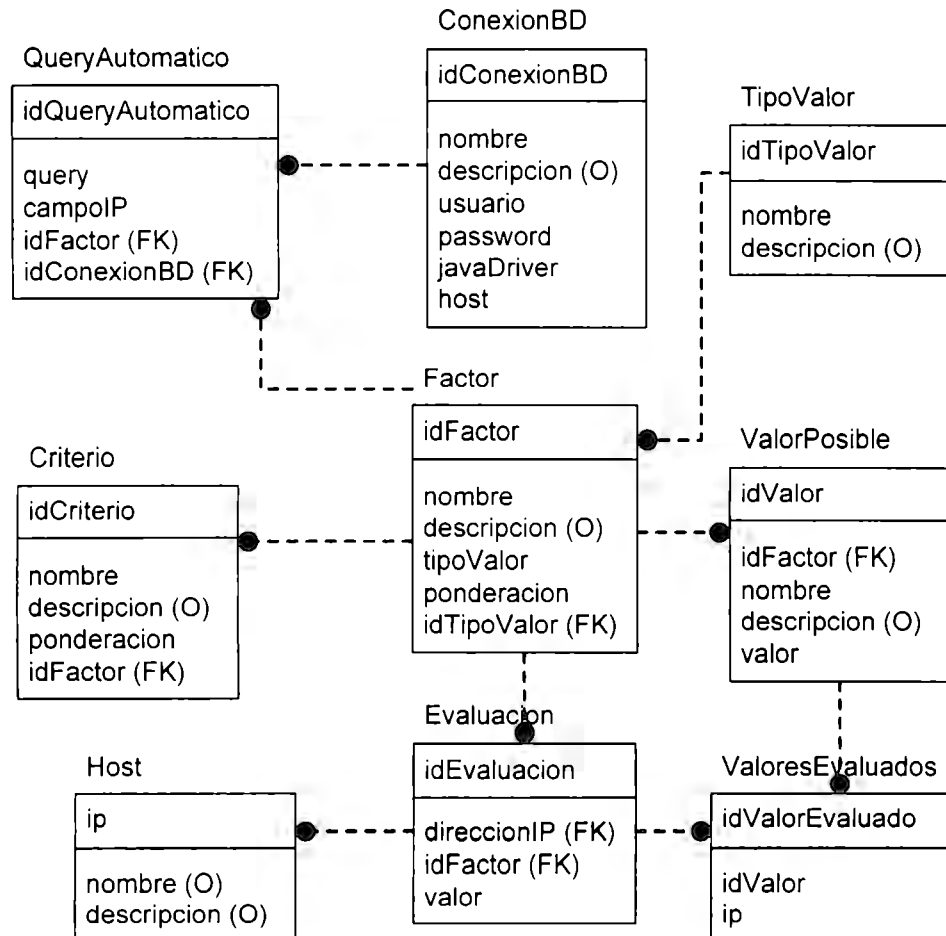 ConexionBD
idConexionBD
nombre
descripcion (O)
usuario
password
javaDriver
host
QueryAutomatico
idQueryAutomatico
query
campoIP
idFactor (FK)
idConexionBD (FK)
TipoValor
idTipoValor
nombre
descripcion (O)
Factor
idFactor
nombre
descripcion (O)
tipoValor
ponderacion
idTipoValor (FK)
Criterio
idCriterio
nombre
descripcion (O)
ponderacion
idFactor (FK)
ValorPosible
idValor
idFactor (FK)
nombre
descripcion (O)
valor
Evaluacion
idEvaluacion
direccionIP (FK)
idFactor (FK)
valor
Host
ip
nombre (O)
descripcion (O)
ValoresEvaluados
idValorEvaluado
idValor
ip